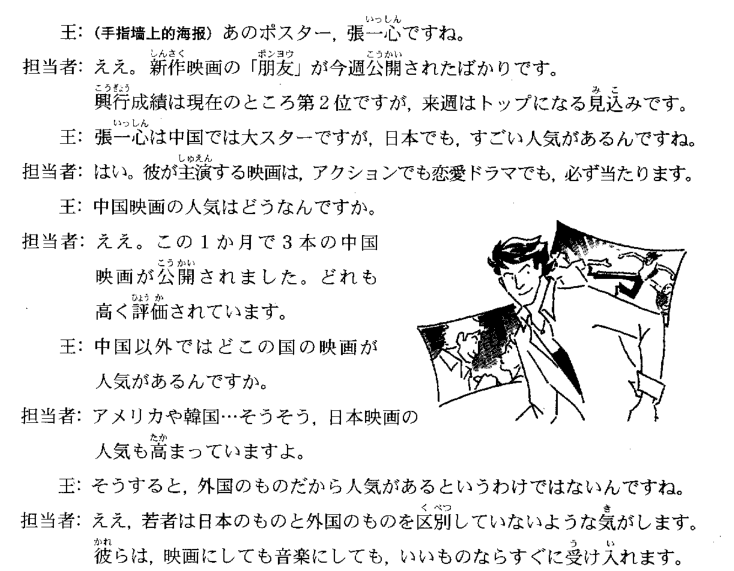 王：（手指墙上的海报）あのポスター，張一心ですね。
担当者：ええ。新作映画の「朋友」が今週公開されたばかりです。
興行成績は現在のところ第２位ですが，来週はトップになる見込みです。
王：張一心は中国では大スターですが，日本でも，すごい人気があるんですね。
担当者：はい。彼が主演する映画は，アクションでも恋愛ドラマでも，必ず当たります。
王：中国映画の人気はどうなんですか。
担当者：ええ。この１か月で３本の中国
映画が公開されました。どれも
高く評価されています。
王：中国以外ではどこの国の映画が
人気があるんですか。
担当者：アメリカや韓国…そうそう，日本映画の
人気も高まっていますよ。
王：そうすると，外国のものだから人気があるというわけではないんですね。
担当者：ええ，若者は日本のものと外国のものを区別していないような気がします。
彼らは，映画にしても音楽にしても，いいものならすぐに受け入れます。